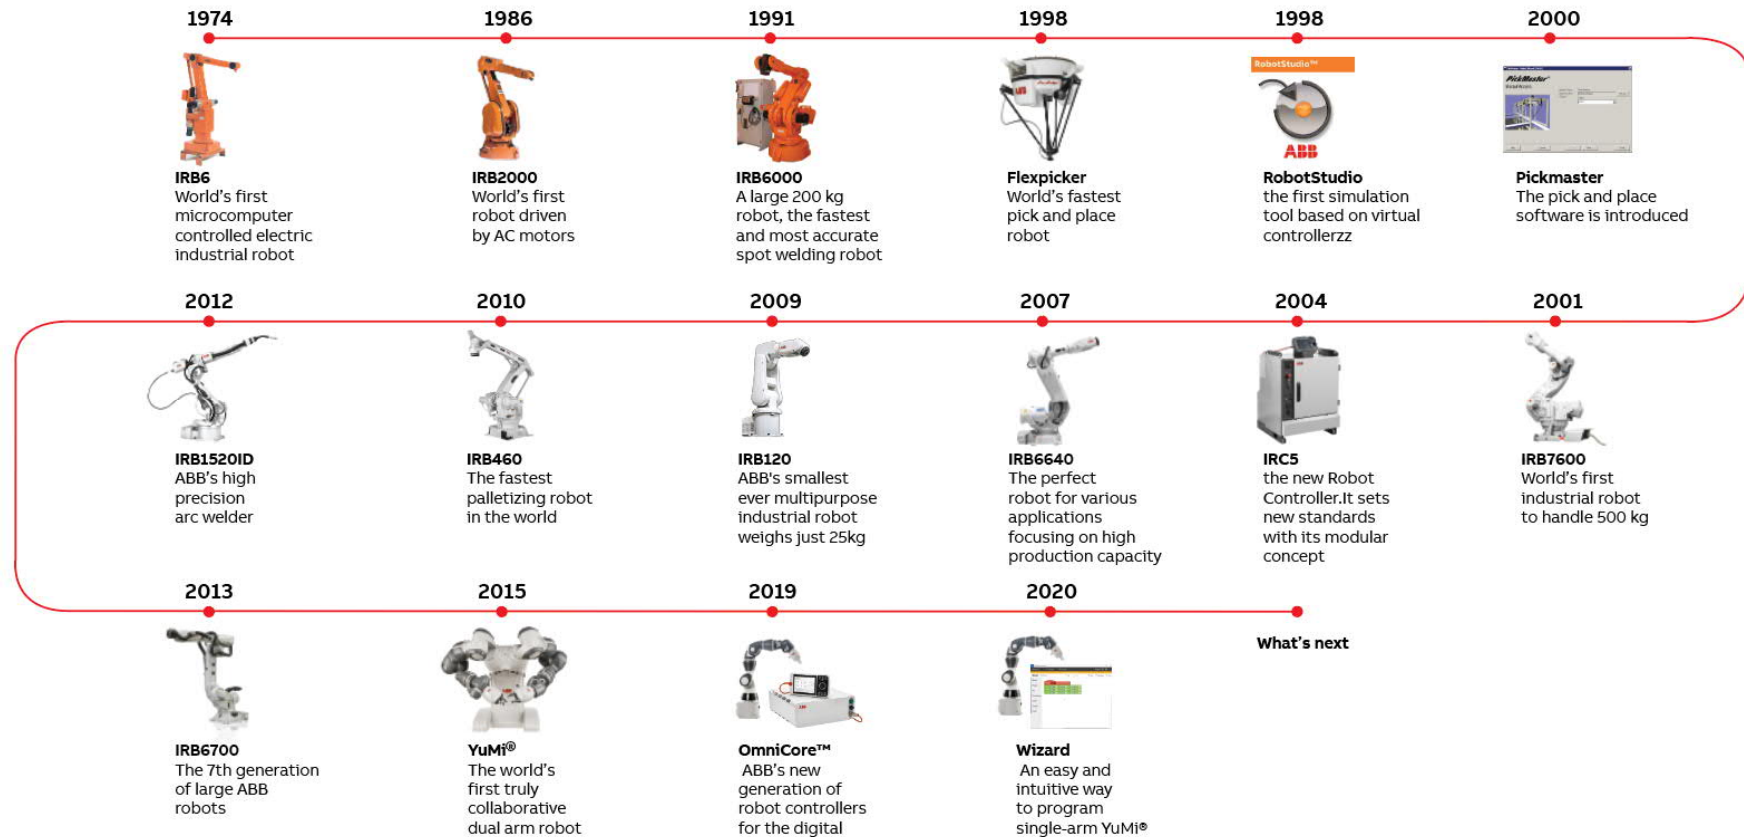 1974
1986
1991
1998
1998
2000
RobotStudio™
ABB
PickMaster
ABB
IRB6
World's first
microcomputer
controlled electric
industrial robot
IRB2000
World's first
robot driven
by AC motors
IRB6000
A large 200 kg
robot, the fastest
and most accurate
spot welding robot
Flexpicker
World's fastest
pick and place
robot
RobotStudio
the first simulation
tool based on virtual
controllerzz
Pickmaster
The pick and place
software is introduced
2012
2010
2009
2007
2004
2001
IRB1520ID
ABB's high
precision
arc welder
IRB460
The fastest
palletizing robot
in the world
IRB120
ABB's smallest
ever multipurpose
industrial robot
weighs just 25kg
IRB6640
The perfect
robot for various
applications
focusing on high
production capacity
IRC5
the new Robot
Controller.It sets
new standards
with its modular
concept
IRB7600
World's first
industrial robot
to handle 500 kg
2013
2015
2019
2020
What's next
ABB
IRB6700
The 7th generation
of large ABB
robots
YuMi®
The world's
first truly
collaborative
dual arm robot
OmniCore™
ABB's new
generation of
robot controllers
for the digital
Wizard
An easy and
intuitive way
to program
single-arm YuMi®